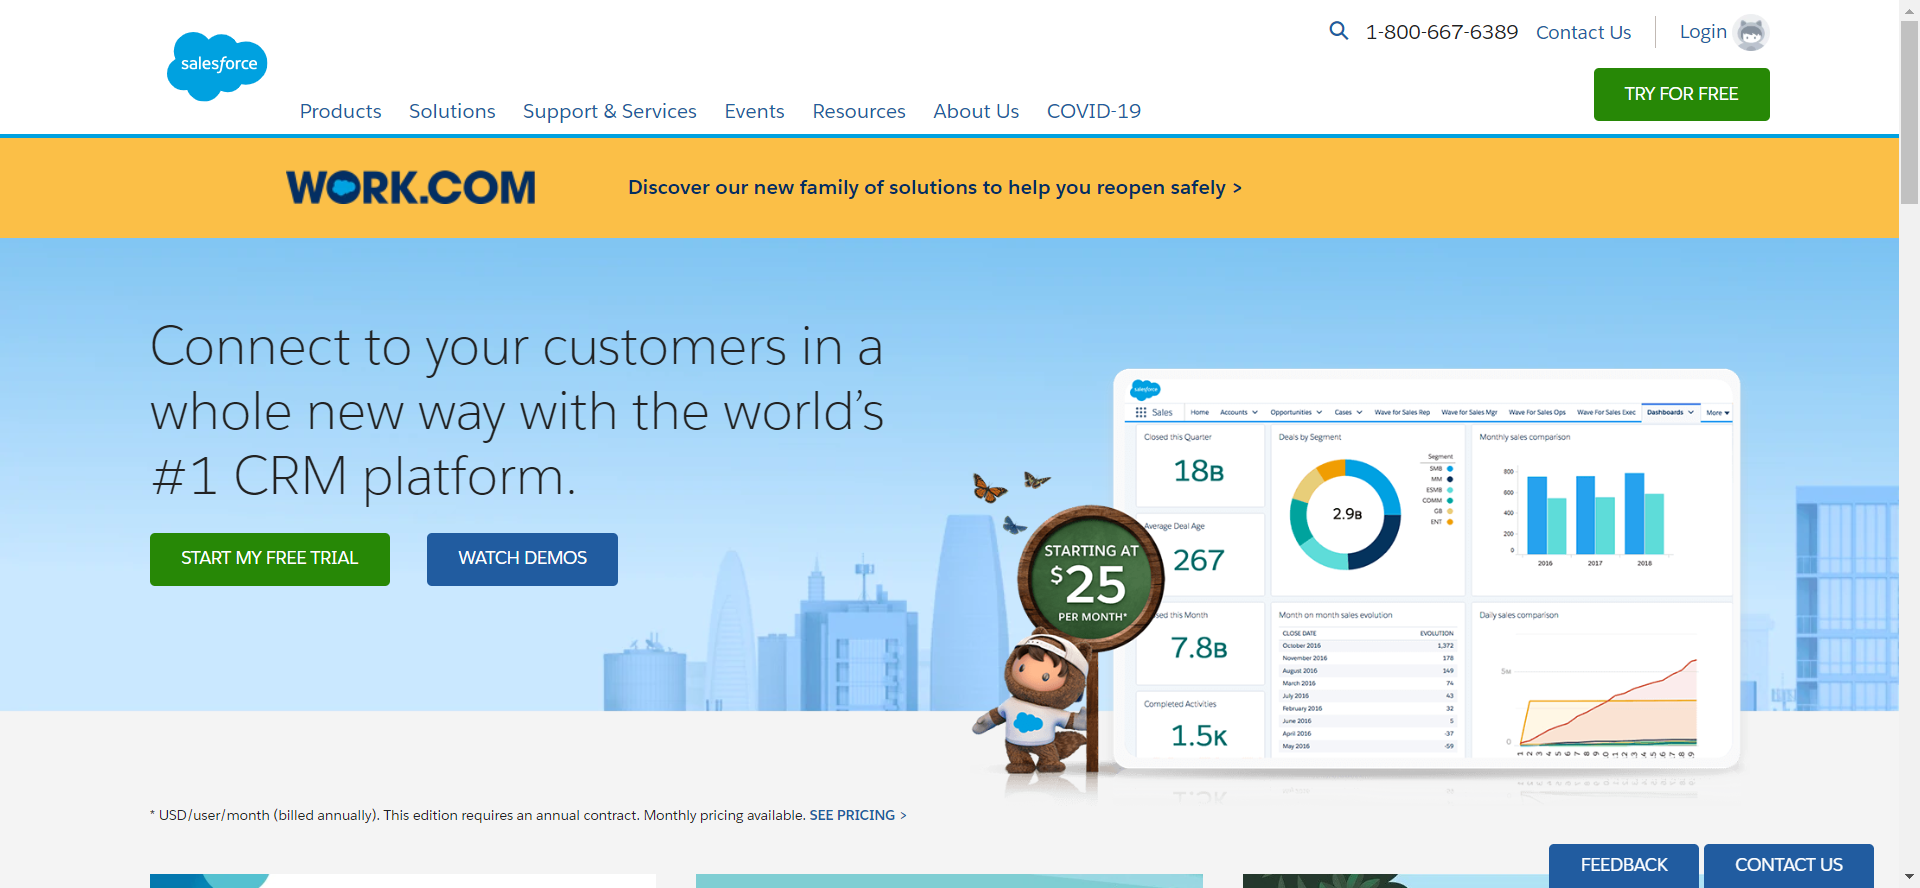 salesforce
1-800-667-6389 Contact Us Login
TRY FOR FREE
Products Solutions Support & Services Events Resources About Us COVID-19
WORK.COM Discover our new family of solutions to help you reopen safely >
Connect to your customers in a
whole new way with the world’s
#1 CRM platform.
START MY FREE TRIAL WATCH DEMOS
STARTING AT
$25
PER MONTH*
salesforce
Sales Home Accounts Opportunities Cases Wave for Sales Rep Wave for Sales Mgr Wave For Sales Ops Wave For Sales Exec Dashboards More
Closed this Quarter
18B
Average Deal Age
267
sed this Month
7.8B
Completed Activities
1.5K
Deals by Segment
2.9B
Segment
SMB
MM
ESMB
COMM
GB
ENT
Monthly sales comparison
800
600
400
200
0
2016 2017 2018
Month on month sales evolution
CLOSE DATE EVOLUTION
October 2016 1,372
November 2016 178
August 2016 149
March 2016 74
July 2016 43
February 2016 32
June 2016 5
April 2016 -37
May 2016 -59
Daily sales comparison
5M
0
* USD/user/month (billed annually). This edition requires an annual contract. Monthly pricing available. SEE PRICING >
FEEDBACK CONTACT US